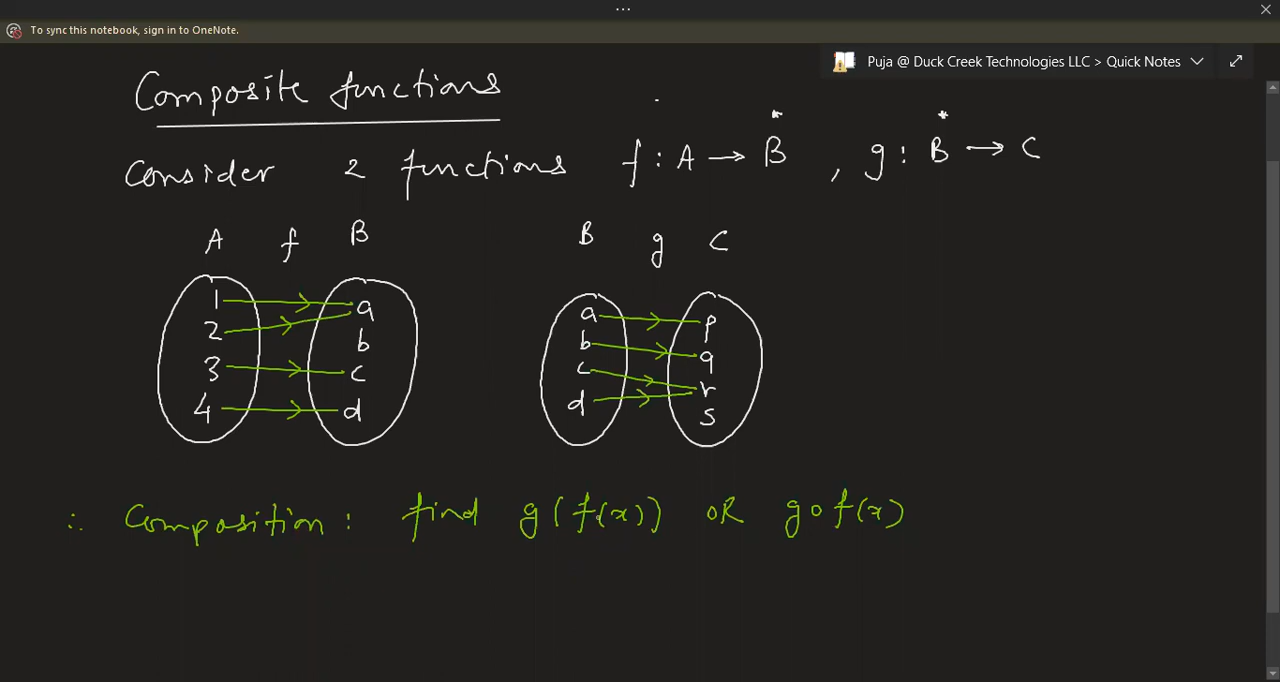 ...
To sync this notebook, sign in to OneNote.
Puja @ Duck Creek Technologies LLC > Quick Notes
Composite functions
Consider 2 functions f : A → B* , g : B* → C
A f B B g C
1 a a p
2 b b q
3 c c r
4 d d s
∴ Composition : find g(f(x)) OR gof(x)